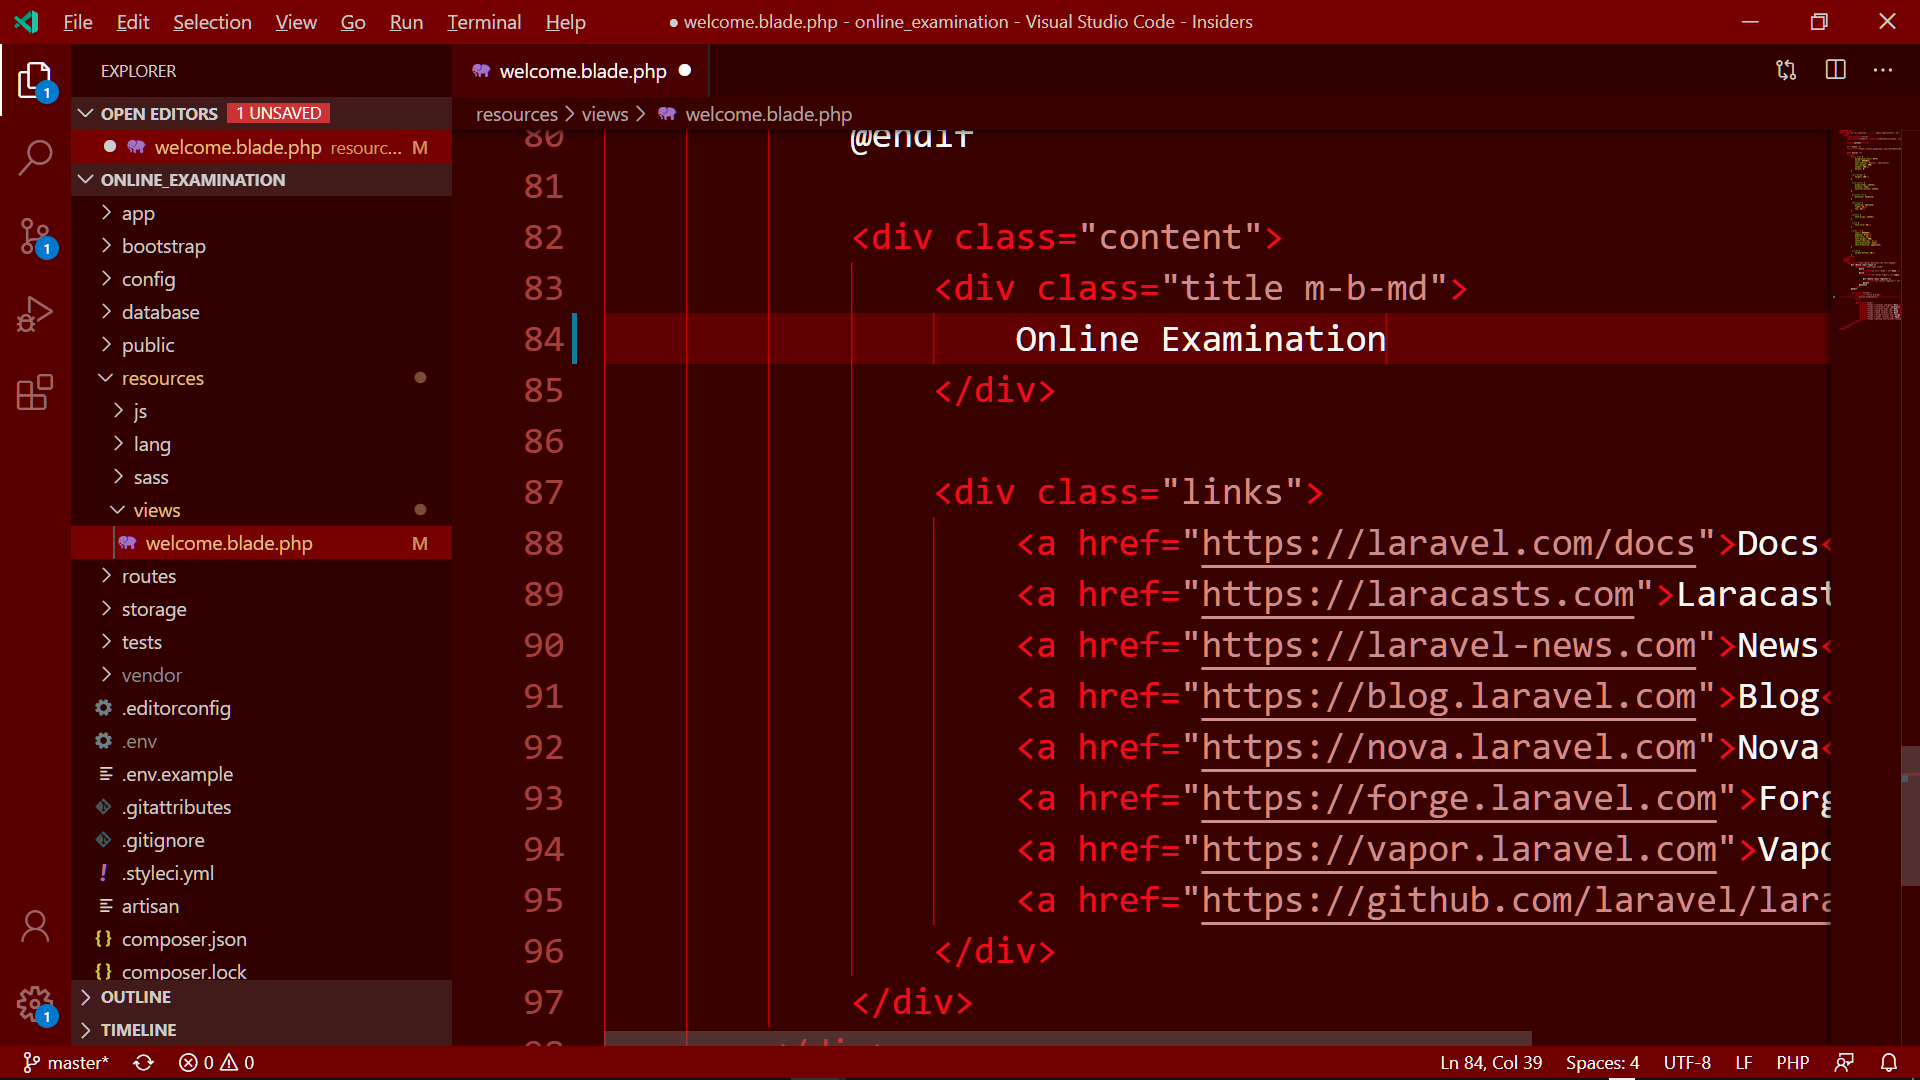 File Edit Selection View Go Run Terminal Help ● welcome.blade.php - online_examination - Visual Studio Code - Insiders
EXPLORER
1
OPEN EDITORS 1 UNSAVED
welcome.blade.php resourc... M
ONLINE_EXAMINATION
app
bootstrap
1
config
database
public
resources
js
lang
sass
views
welcome.blade.php M
routes
storage
tests
vendor
.editorconfig
.env
.env.example
.gitattributes
.gitignore
.styleci.yml
artisan
composer.json
composer.lock
OUTLINE
1
TIMELINE
welcome.blade.php
resources > views > welcome.blade.php
80 @endif
81
82 <div class="content">
83 <div class="title m-b-md">
84 Online Examination
85 </div>
86
87 <div class="links">
88 <a href="https://laravel.com/docs">Docs<
89 <a href="https://laracasts.com">Laracast
90 <a href="https://laravel-news.com">News<
91 <a href="https://blog.laravel.com">Blog<
92 <a href="https://nova.laravel.com">Nova<
93 <a href="https://forge.laravel.com">Forg
94 <a href="https://vapor.laravel.com">Vapo
95 <a href="https://github.com/laravel/lara
96 </div>
97 </div>
98 </div>
master* 0 0 Ln 84, Col 39 Spaces: 4 UTF-8 LF PHP